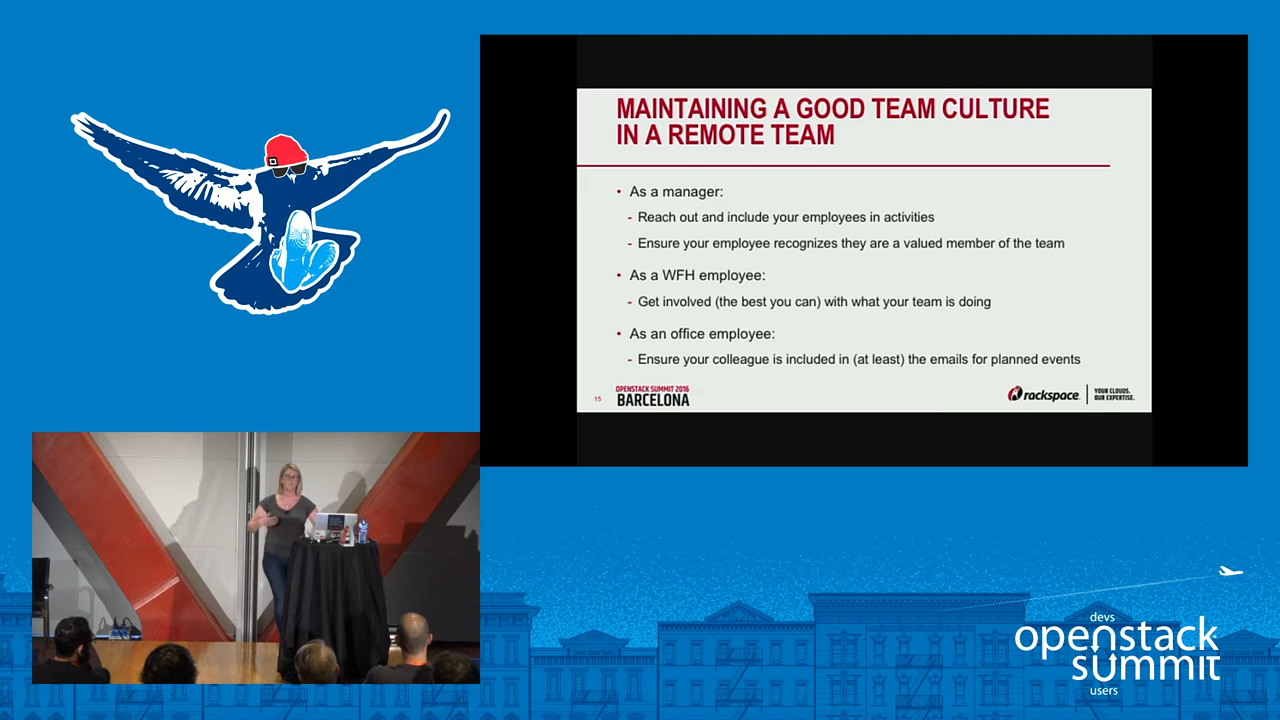 MAINTAINING A GOOD TEAM CULTURE
IN A REMOTE TEAM
• As a manager:
- Reach out and include your employees in activities
- Ensure your employee recognizes they are a valued member of the team
• As a WFH employee:
- Get involved (the best you can) with what your team is doing
• As an office employee:
- Ensure your colleague is included in (at least) the emails for planned events
15
OPENSTACK SUMMIT 2016
BARCELONA
rackspace
YOUR CLOUDS.
OUR EXPERTISE.
devs
openstack
summit
users